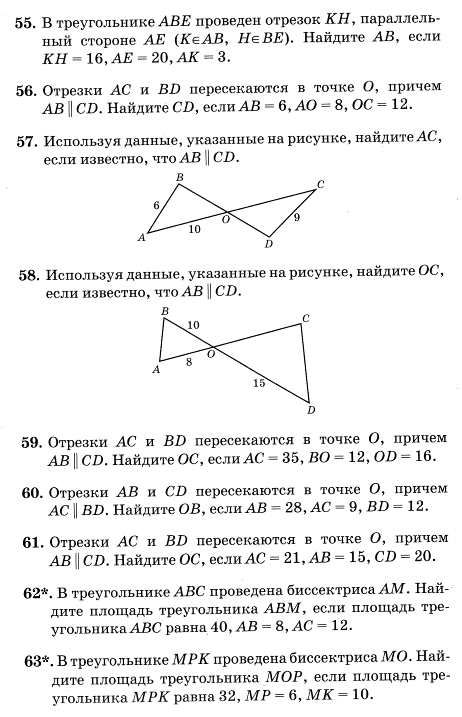 55. В треугольнике ABE проведен отрезок KH, параллель-
ный стороне AE (K∈AB, H∈BE). Найдите AB, если
KH = 16, AE = 20, AK = 3.
56. Отрезки AC и BD пересекаются в точке O, причем
AB || CD. Найдите CD, если AB = 6, AO = 8, OC = 12.
57. Используя данные, указанные на рисунке, найдите AC,
если известно, что AB || CD.
B
C
6
O
9
10
A
D
58. Используя данные, указанные на рисунке, найдите OC,
если известно, что AB || CD.
B
10
C
O
A
8
15
D
59. Отрезки AC и BD пересекаются в точке O, причем
AB || CD. Найдите OC, если AC = 35, BO = 12, OD = 16.
60. Отрезки AB и CD пересекаются в точке O, причем
AC || BD. Найдите OB, если AB = 28, AC = 9, BD = 12.
61. Отрезки AC и BD пересекаются в точке O, причем
AB || CD. Найдите OC, если AC = 21, AB = 15, CD = 20.
62*. В треугольнике ABC проведена биссектриса AM. Най-
дите площадь треугольника ABM, если площадь тре-
угольника ABC равна 40, AB = 8, AC = 12.
63*. В треугольнике MPK проведена биссектриса MO. Най-
дите площадь треугольника MOP, если площадь тре-
угольника MPK равна 32, MP = 6, MK = 10.